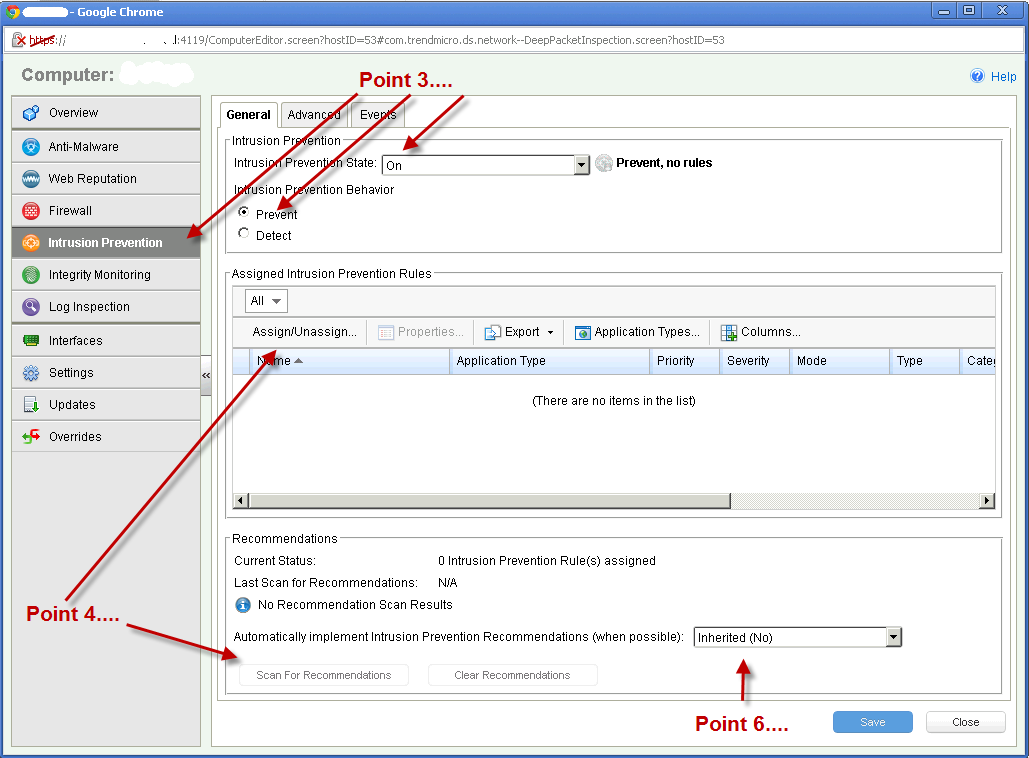 - Google Chrome
https:// .l:4119/ComputerEditor.screen?hostID=53#com.trendmicro.ds.network--DeepPacketInspection.screen?hostID=53
Computer:
Help
Point 3....
Overview
Anti-Malware
Web Reputation
Firewall
Intrusion Prevention
Integrity Monitoring
Log Inspection
Interfaces
Settings
Updates
Overrides
«
General Advanced Events
Intrusion Prevention
Intrusion Prevention State: On Prevent, no rules
Intrusion Prevention Behavior
Prevent
Detect
Assigned Intrusion Prevention Rules
All
Assign/Unassign... Properties... Export Application Types... Columns...
Name Application Type Priority Severity Mode Type Categ
(There are no items in the list)
Recommendations
Current Status: 0 Intrusion Prevention Rule(s) assigned
Last Scan for Recommendations: N/A
No Recommendation Scan Results
Point 4....
Automatically implement Intrusion Prevention Recommendations (when possible): Inherited (No)
Scan For Recommendations Clear Recommendations
Point 6....
Save Close